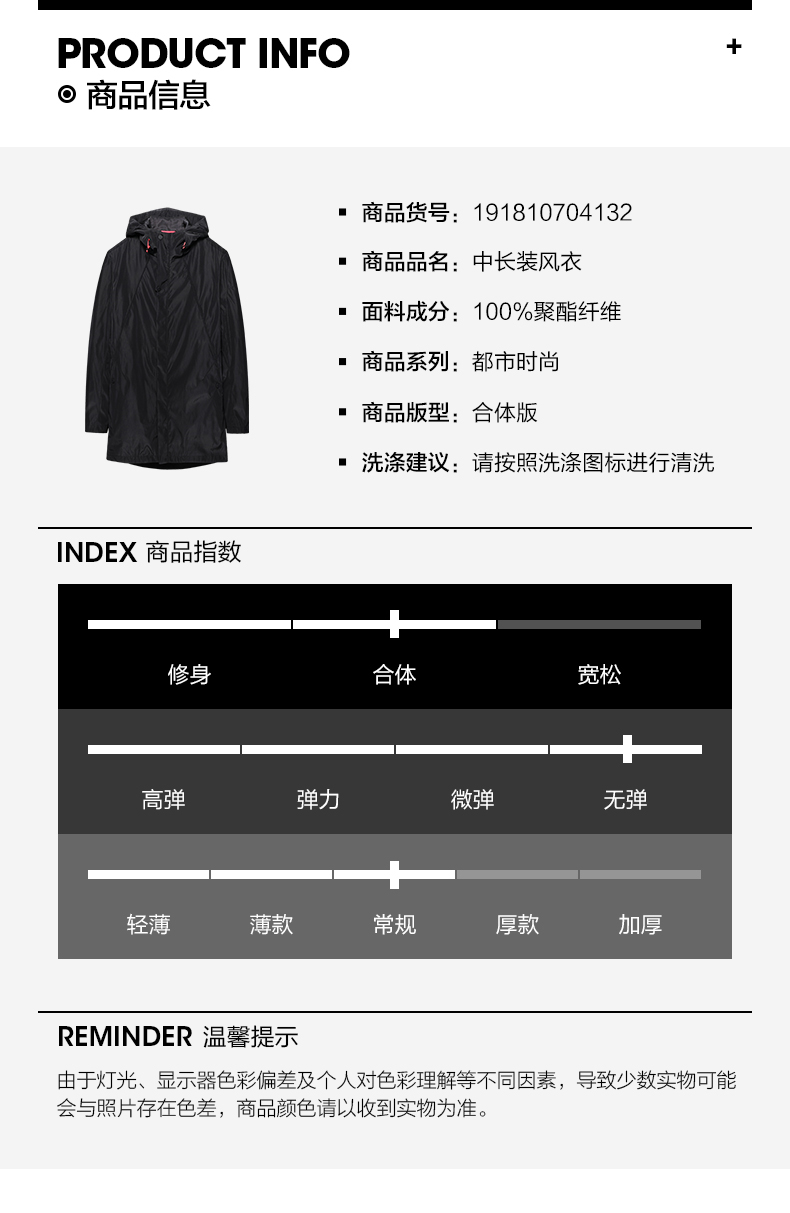 PRODUCT INFO
+
商品信息
商品货号：191810704132
商品品名：中长装风衣
面料成分：100%聚酯纤维
商品系列：都市时尚
商品版型：合体版
洗涤建议：请按照洗涤图标进行清洗
INDEX 商品指数
修身 合体 宽松
高弹 弹力 微弹 无弹
轻薄 薄款 常规 厚款 加厚
REMINDER 温馨提示
由于灯光、显示器色彩偏差及个人对色彩理解等不同因素，导致少数实物可能
会与照片存在色差，商品颜色请以收到实物为准。